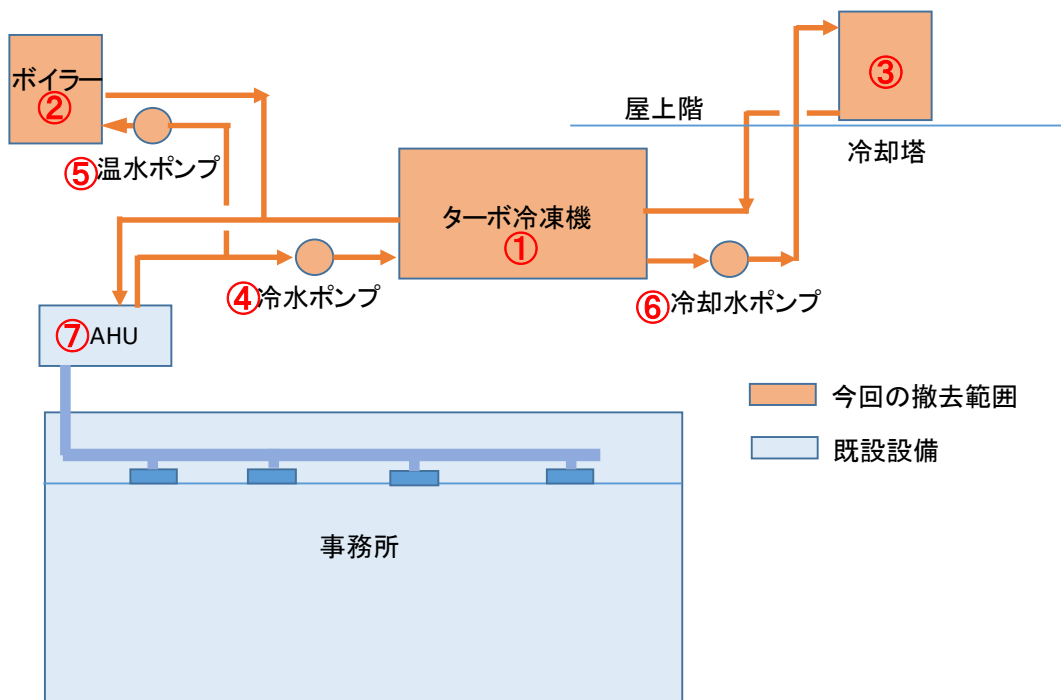 ボイラー
②
⑤温水ポンプ
屋上階
③
冷却塔
ターボ冷凍機
①
④冷水ポンプ
⑥冷却水ポンプ
⑦AHU
今回の撤去範囲
既設設備
事務所